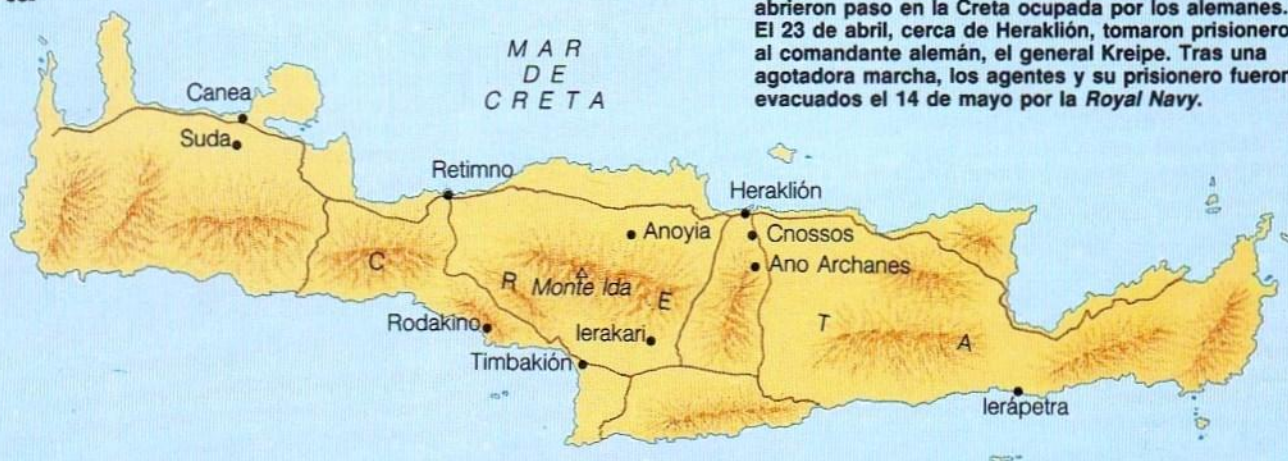 abrieron paso en la Creta ocupada por los alemanes.
El 23 de abril, cerca de Heraklión, tomaron prisionero
al comandante alemán, el general Kreipe. Tras una
agotadora marcha, los agentes y su prisionero fueron
evacuados el 14 de mayo por la Royal Navy.
MAR
DE
CRETA
Canea
Suda
Retimno
Heraklión
Anoyia
Cnossos
Ano Archanes
C R E T A
Monte Ida
Rodakino
Ierakari
Timbakión
Ierápetra